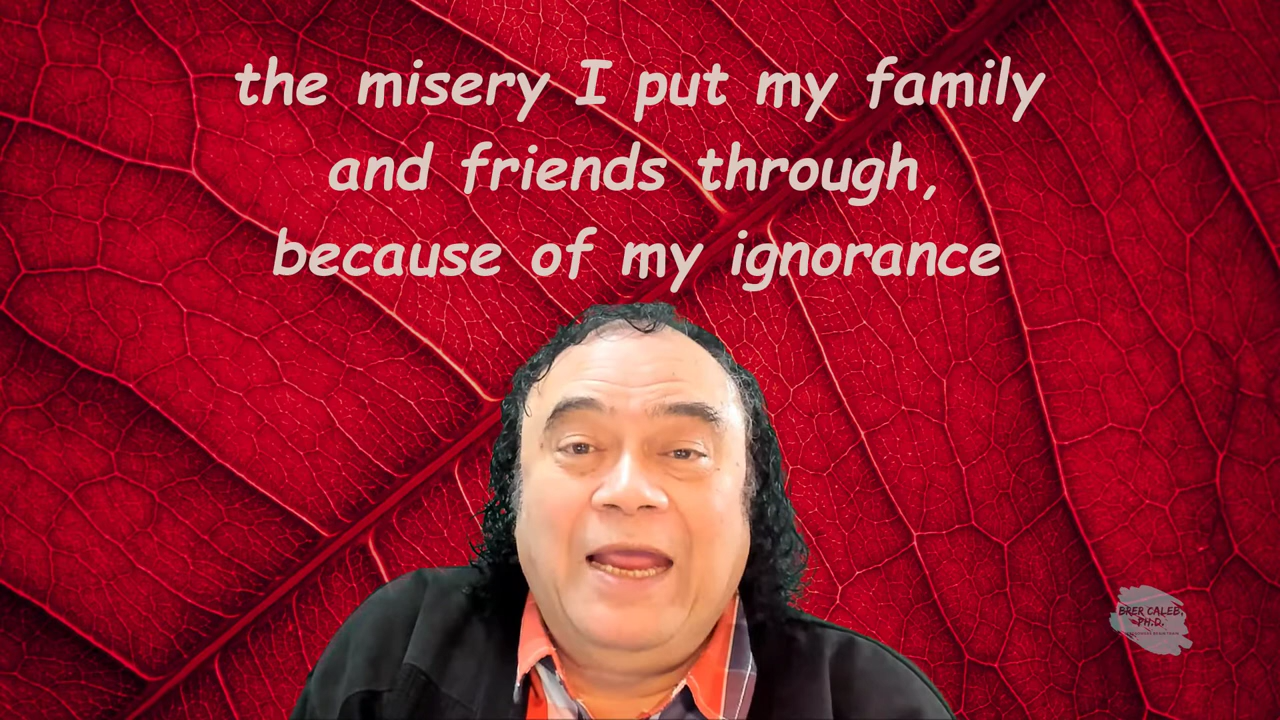 the misery I put my family
and friends through,
because of my ignorance
BRER CALEB,
PH.D.